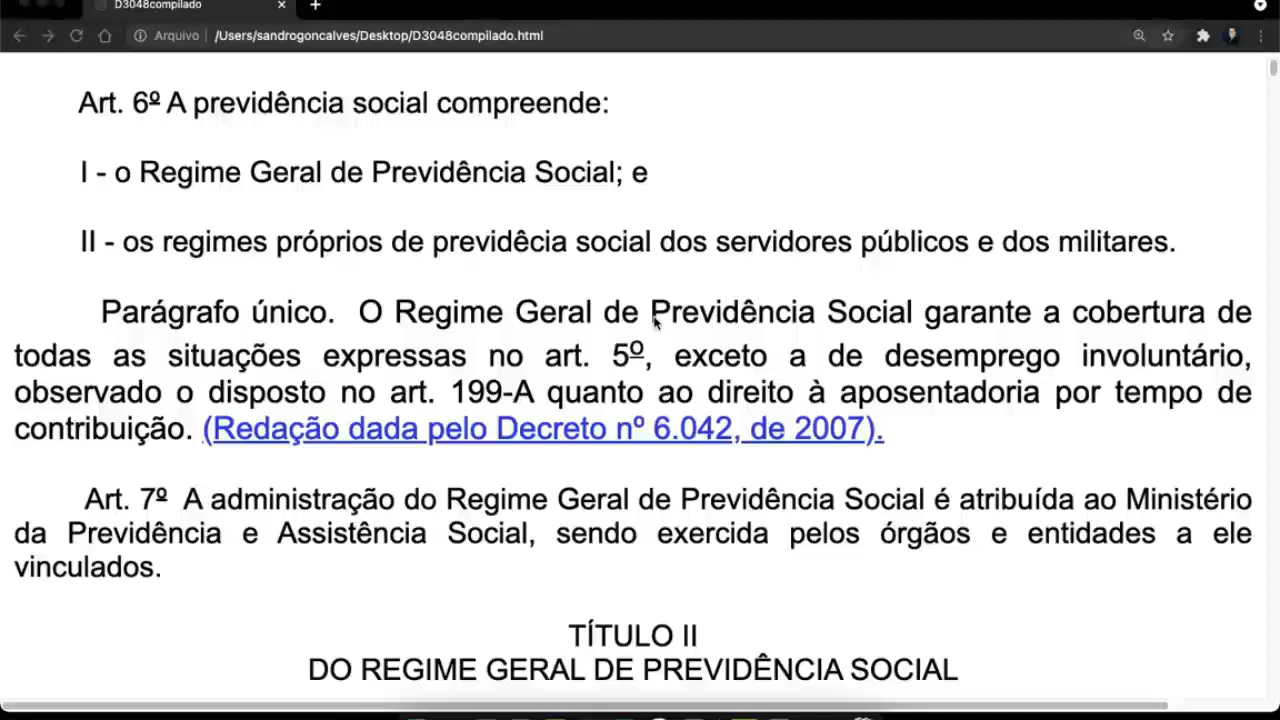 D3048compilado
Arquivo /Users/sandrogoncalves/Desktop/D3048compilado.html
Art. 6º A previdência social compreende:
I - o Regime Geral de Previdência Social; e
II - os regimes próprios de previdêcia social dos servidores públicos e dos militares.
Parágrafo único. O Regime Geral de Previdência Social garante a cobertura de
todas as situações expressas no art. 5º, exceto a de desemprego involuntário,
observado o disposto no art. 199-A quanto ao direito à aposentadoria por tempo de
contribuição. (Redação dada pelo Decreto nº 6.042, de 2007).
Art. 7º A administração do Regime Geral de Previdência Social é atribuída ao Ministério
da Previdência e Assistência Social, sendo exercida pelos órgãos e entidades a ele
vinculados.
TÍTULO II
DO REGIME GERAL DE PREVIDÊNCIA SOCIAL